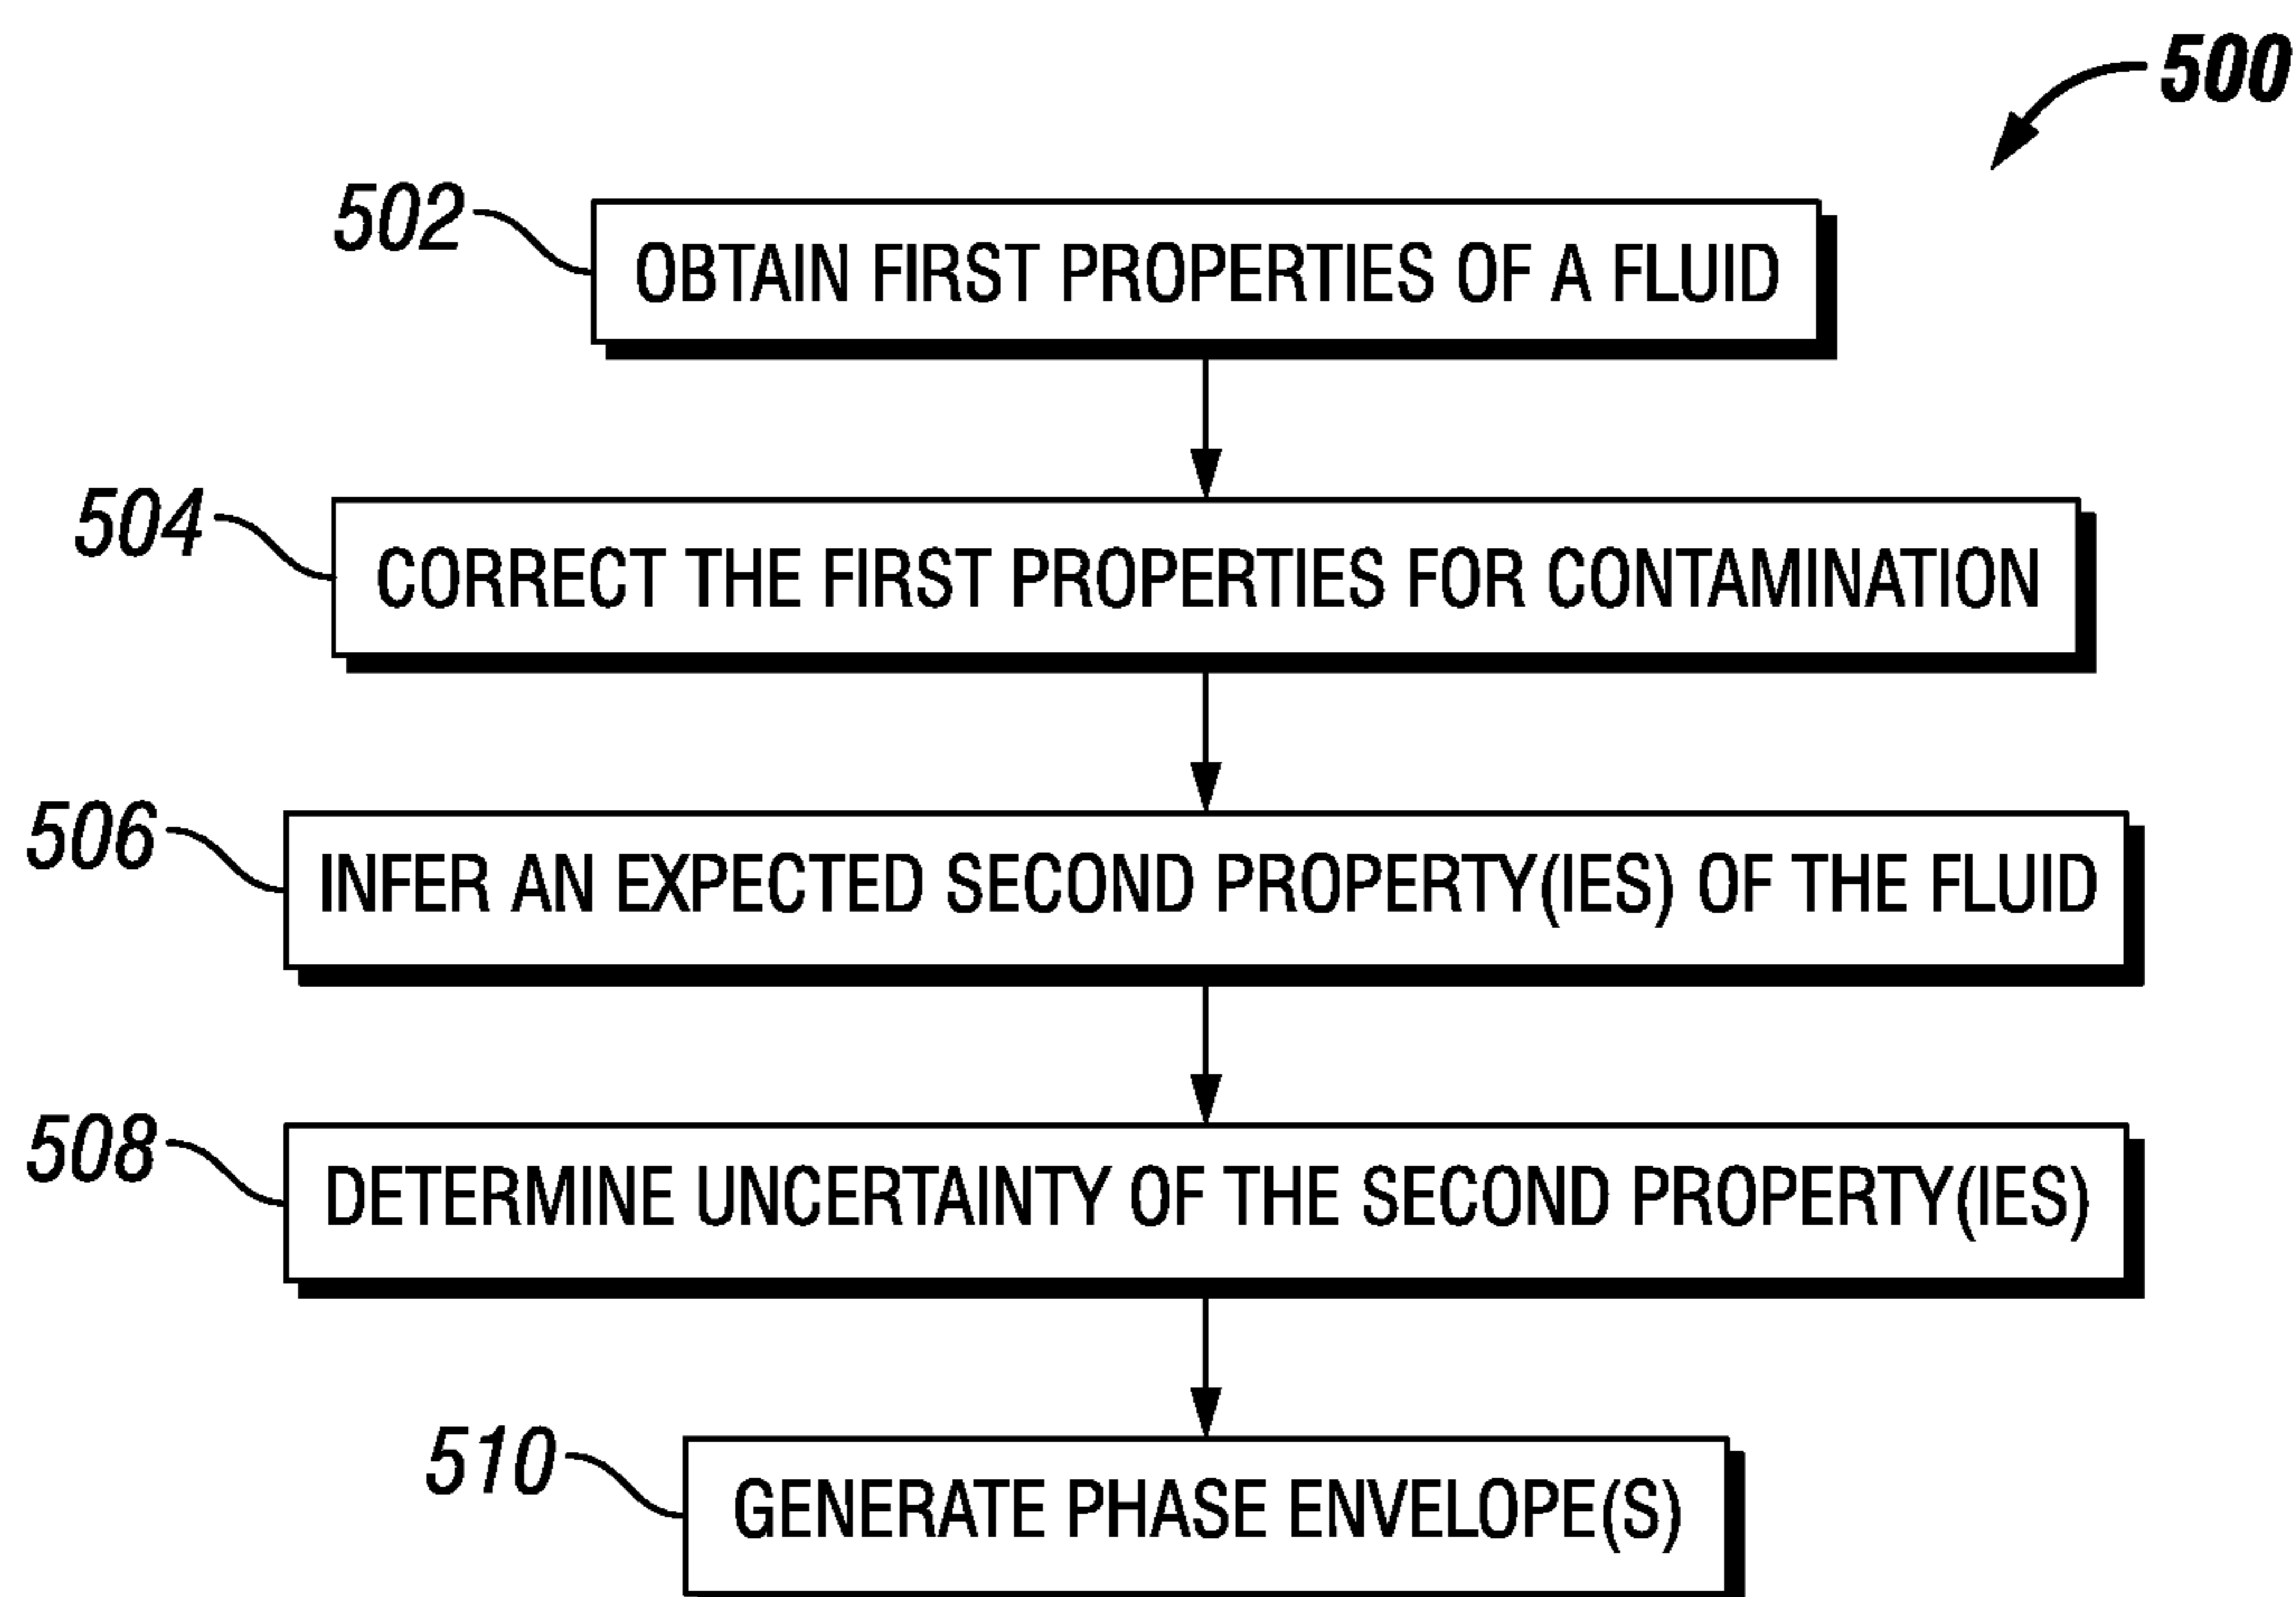 500
502
OBTAIN FIRST PROPERTIES OF A FLUID
504
CORRECT THE FIRST PROPERTIES FOR CONTAMINATION
506
INFER AN EXPECTED SECOND PROPERTY(IES) OF THE FLUID
508
DETERMINE UNCERTAINTY OF THE SECOND PROPERTY(IES)
510
GENERATE PHASE ENVELOPE(S)